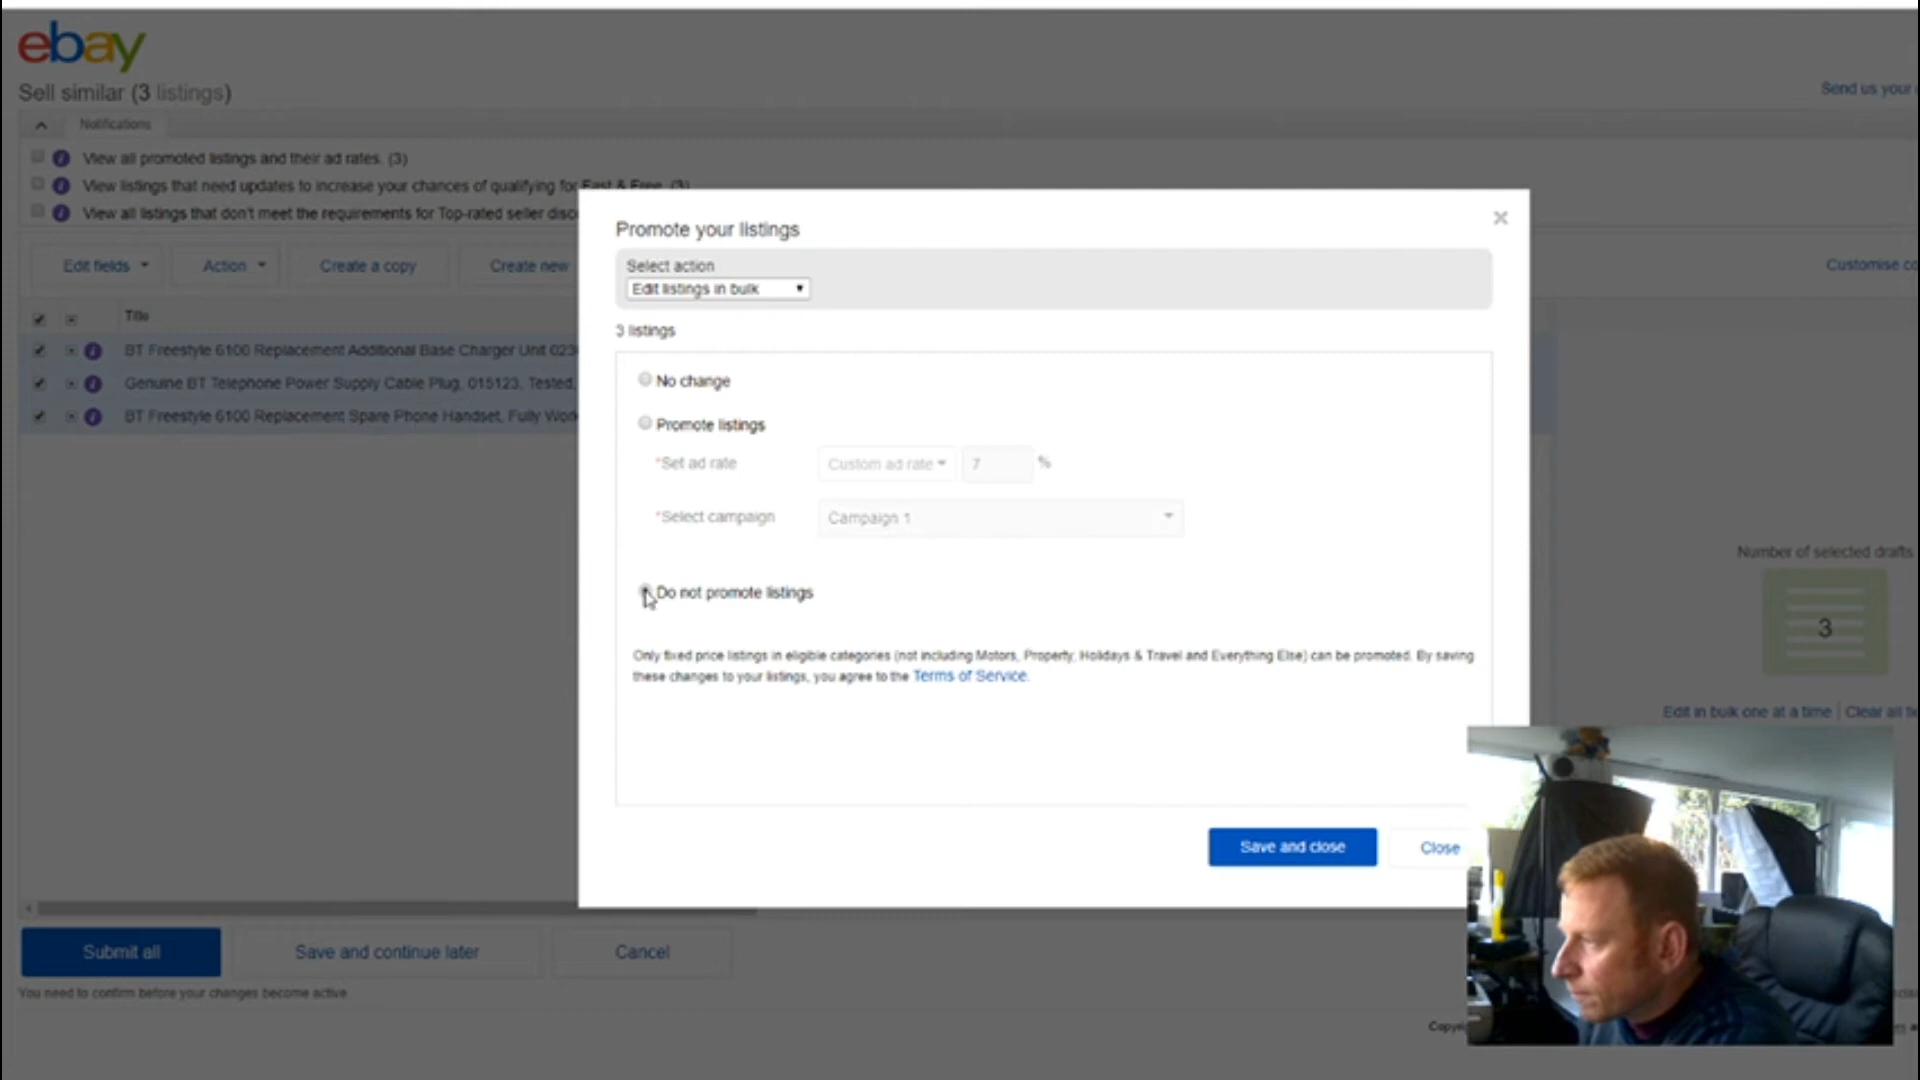 ebay
Sell similar (3 listings)
Send us your
Notifications
View all promoted listings and their ad rates. (3)
View listings that need updates to increase your chances of qualifying for Fast & Free. (3)
View all listings that don't meet the requirements for Top-rated seller
Edit fields
Action
Create a copy
Create new
Customise
Title
BT Freestyle 6100 Replacement Additional Base Charger Unit
Genuine BT Telephone Power Supply Cable Plug, 015123, Tested,
BT Freestyle 6100 Replacement Spare Phone Handset, Fully
Promote your listings
Select action
Edit listings in bulk
3 listings
No change
Promote listings
*Set ad rate
Custom ad rate
7
%
*Select campaign
Campaign 1
Do not promote listings
Only fixed price listings in eligible categories (not including Motors, Property, Holidays & Travel and Everything Else) can be promoted. By saving
these changes to your listings, you agree to the Terms of Service.
Save and close
Close
Number of selected drafts
3
Edit in bulk one at a time | Clear all
Submit all
Save and continue later
Cancel
You need to confirm before your changes become active